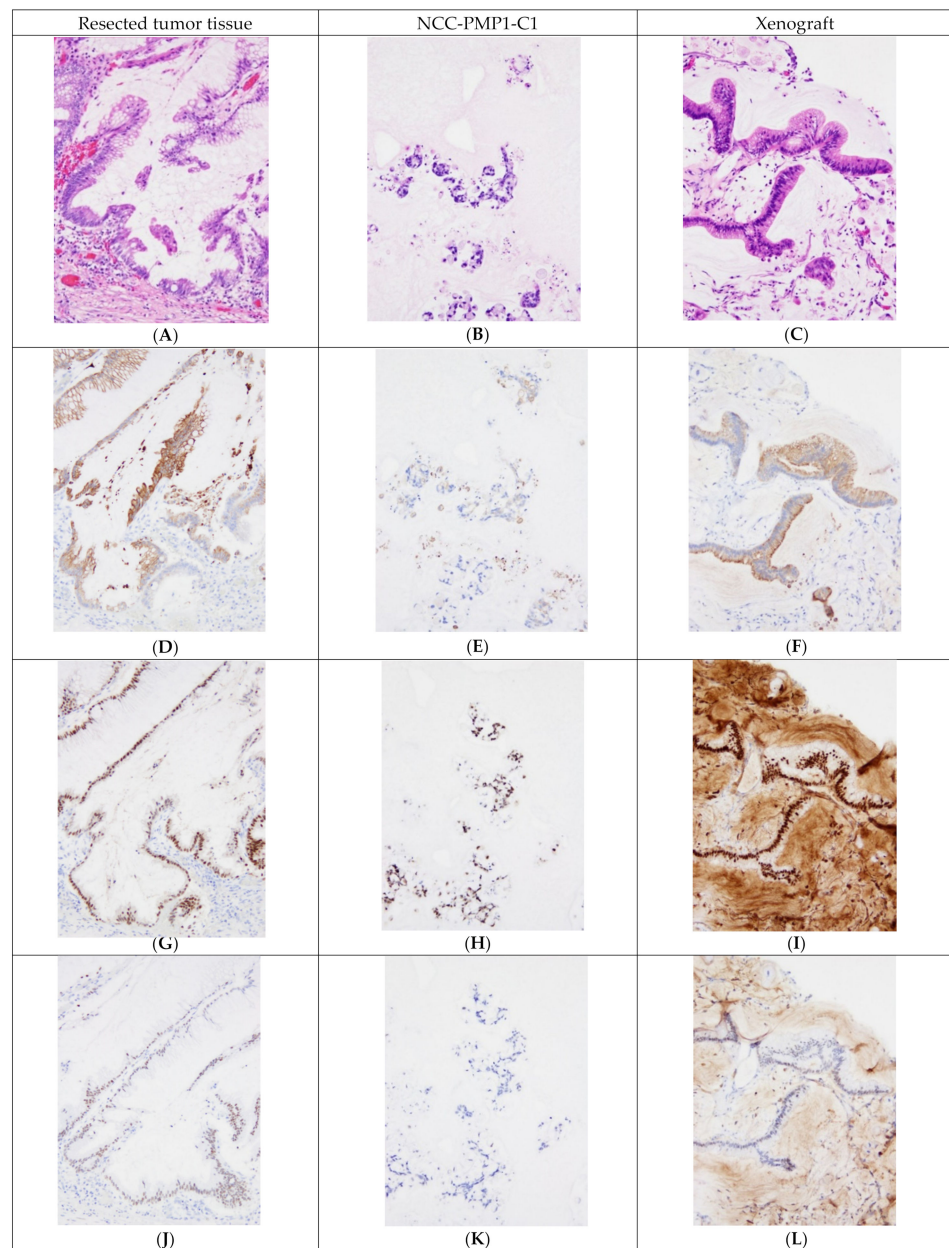 Resected tumor tissue NCC-PMP1-C1 Xenograft
(A) (B) (C)
(D) (E) (F)
(G) (H) (I)
(J) (K) (L)